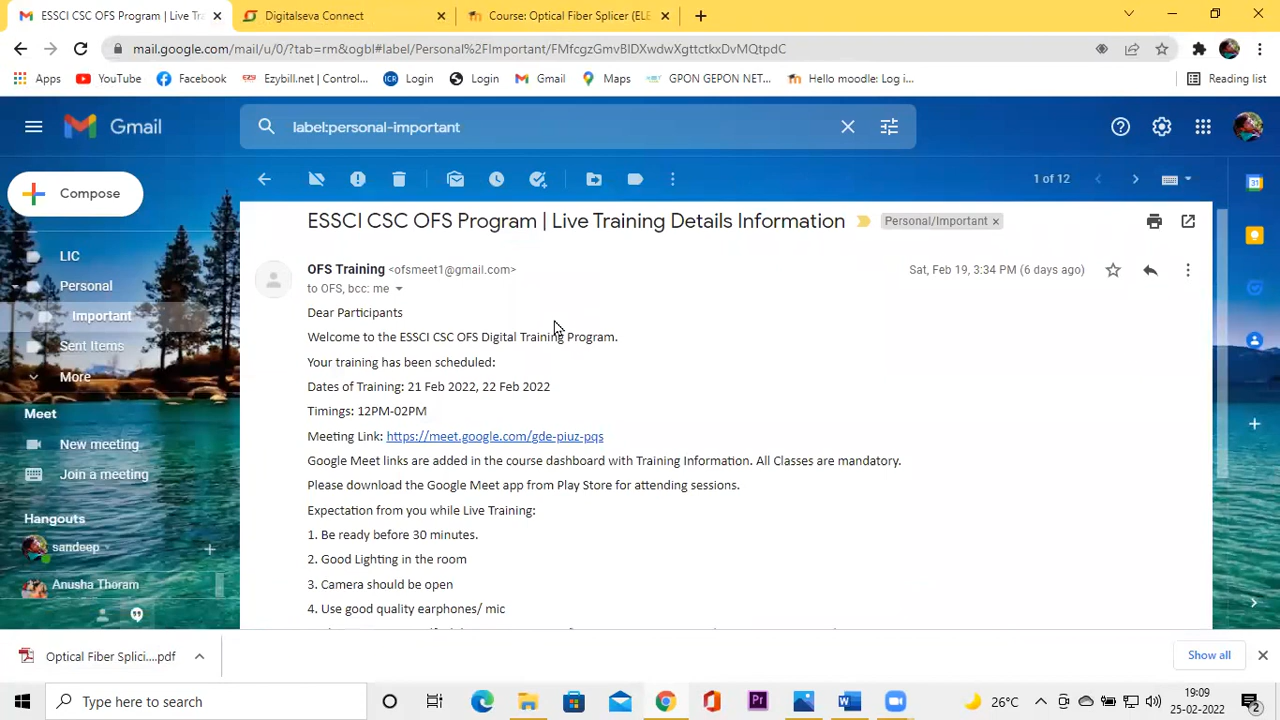 ESSCI CSC OFS Program | Live Tra
Digitalseva Connect
Course: Optical Fiber Splicer (ELE
mail.google.com/mail/u/0/?tab=rm&ogbl#label/Personal%2FImportant/FMfcgzGmvBlDXwdwXgttctkxDvMQtpdC
Apps YouTube Facebook Ezybill.net | Control... Login Login Gmail Maps GPON GEPON NET... Hello moodle: Log i... Reading list
Gmail
label:personal-important
Compose
1 of 12
LIC
Personal
Important
Sent Items
More
Meet
New meeting
Join a meeting
Hangouts
sandeep
Anusha Thoram
ESSCI CSC OFS Program | Live Training Details Information Personal/Important ×
OFS Training <ofsmeet1@gmail.com> Sat, Feb 19, 3:34 PM (6 days ago)
to OFS, bcc: me
Dear Participants
Welcome to the ESSCI CSC OFS Digital Training Program.
Your training has been scheduled:
Dates of Training: 21 Feb 2022, 22 Feb 2022
Timings: 12PM-02PM
Meeting Link: https://meet.google.com/gde-piuz-pqs
Google Meet links are added in the course dashboard with Training Information. All Classes are mandatory.
Please download the Google Meet app from Play Store for attending sessions.
Expectation from you while Live Training:
1. Be ready before 30 minutes.
2. Good Lighting in the room
3. Camera should be open
4. Use good quality earphones/ mic
Optical Fiber Splici....pdf
Show all
Type here to search
26°C
19:09
25-02-2022
2